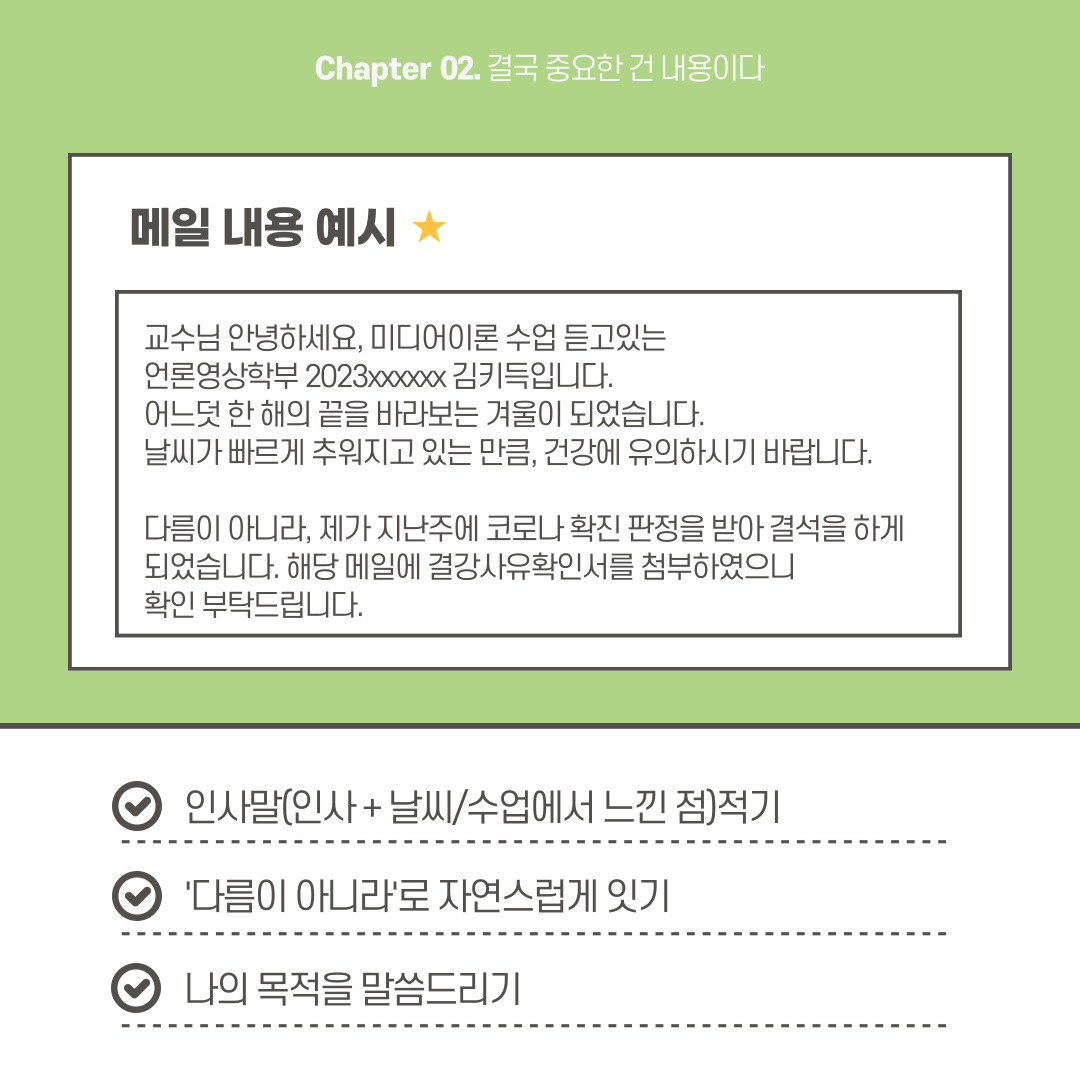 Chapter 02. 결국 중요한 건 내용이다
메일 내용 예시
교수님 안녕하세요, 미디어이론 수업 듣고있는
언론영상학부 2023xxxxxx 김키득입니다.
어느덧 한 해의 끝을 바라보는 겨울이 되었습니다.
날씨가 빠르게 추워지고 있는 만큼, 건강에 유의하시기 바랍니다.
다름이 아니라, 제가 지난주에 코로나 확진 판정을 받아 결석을 하게
되었습니다. 해당 메일에 결강사유확인서를 첨부하였으니
확인 부탁드립니다.
인사말(인사 + 날씨/수업에서 느낀 점)적기
'다름이 아니라'로 자연스럽게 잇기
나의 목적을 말씀드리기